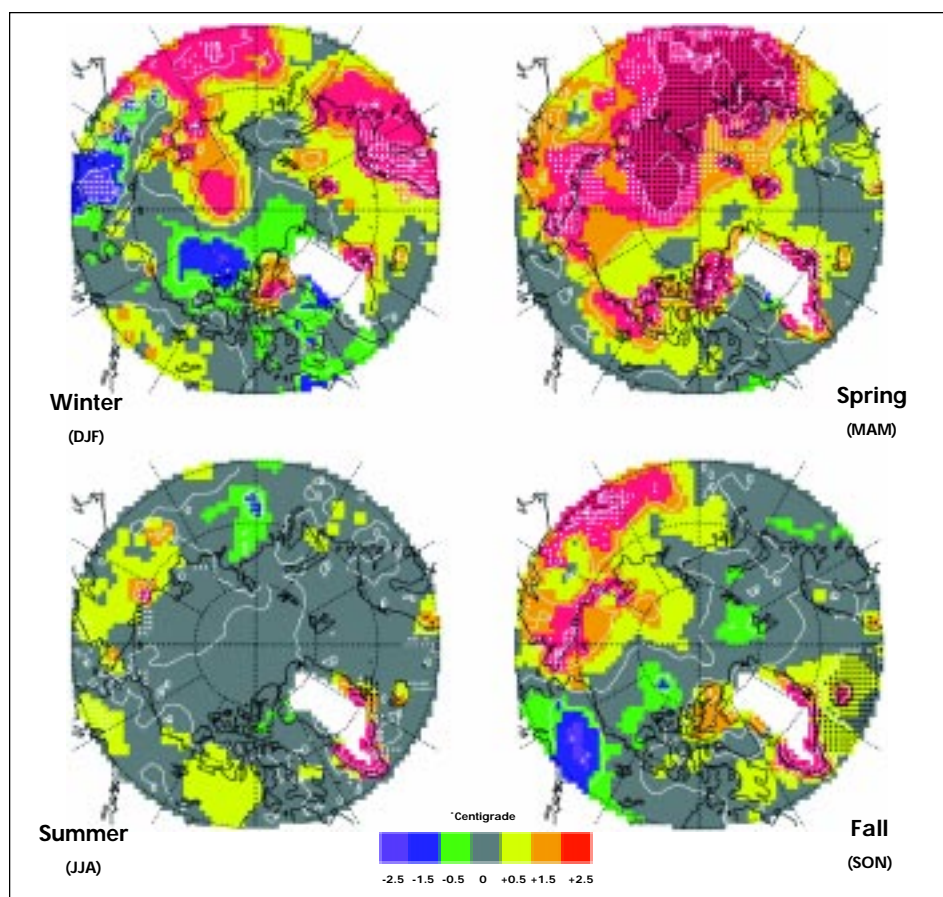 Winter
(DJF)
Spring
(MAM)
Summer
(JJA)
Fall
(SON)
°Centigrade
-2.5 -1.5 -0.5 0 +0.5 +1.5 +2.5